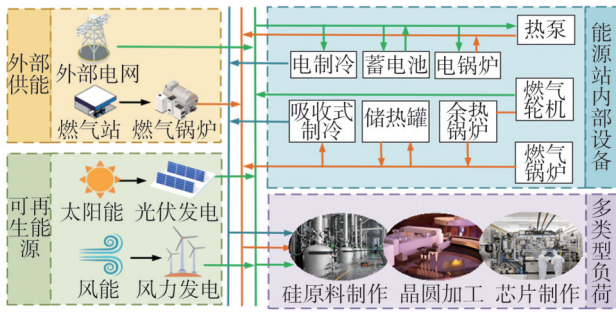 外部供能
外部电网
燃气站
燃气锅炉
可再生能源
太阳能
光伏发电
风能
风力发电
能源站内部设备
热泵
电制冷
蓄电池
电锅炉
吸收式制冷
储热罐
余热锅炉
燃气轮机
燃气锅炉
多类型负荷
硅原料制作
晶圆加工
芯片制作